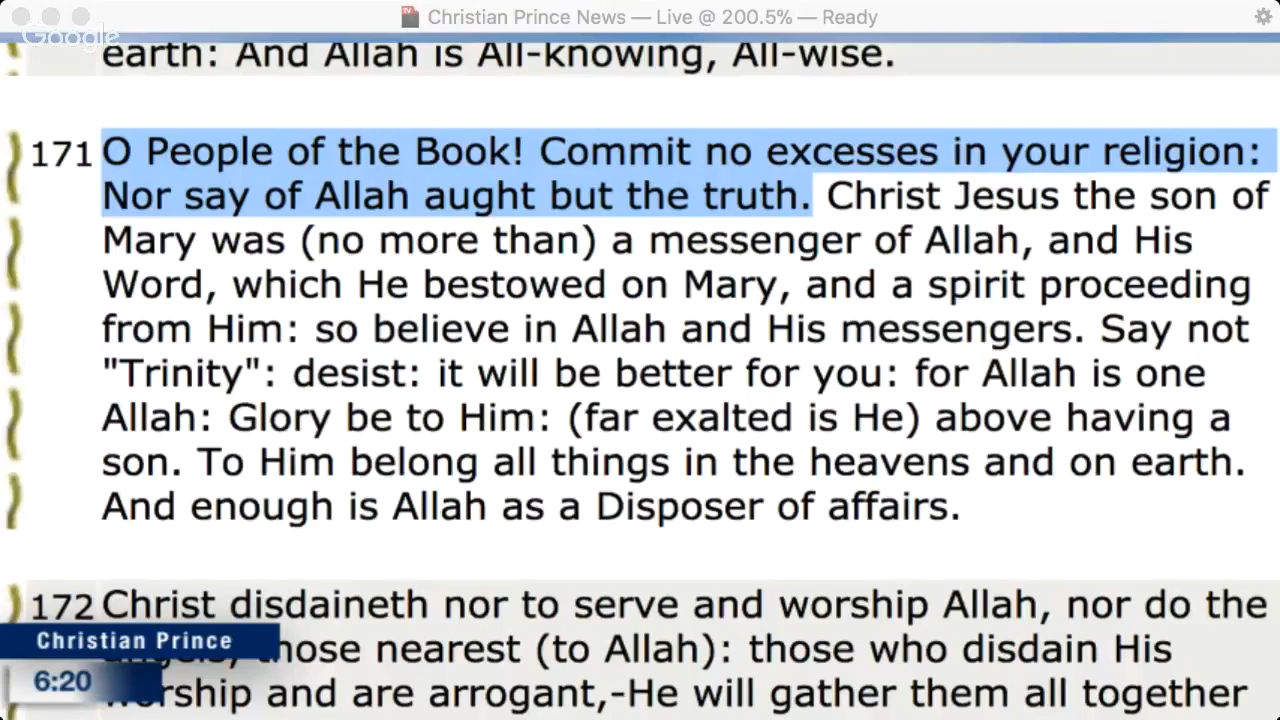 Christian Prince News — Live @ 200.5% — Ready
Google
earth: And Allah is All-knowing, All-wise.
171 O People of the Book! Commit no excesses in your religion:
Nor say of Allah aught but the truth. Christ Jesus the son of
Mary was (no more than) a messenger of Allah, and His
Word, which He bestowed on Mary, and a spirit proceeding
from Him: so believe in Allah and His messengers. Say not
"Trinity": desist: it will be better for you: for Allah is one
Allah: Glory be to Him: (far exalted is He) above having a
son. To Him belong all things in the heavens and on earth.
And enough is Allah as a Disposer of affairs.
172 Christ disdaineth nor to serve and worship Allah, nor do the
Christian Prince
those nearest (to Allah): those who disdain His
6:20
and are arrogant,-He will gather them all together